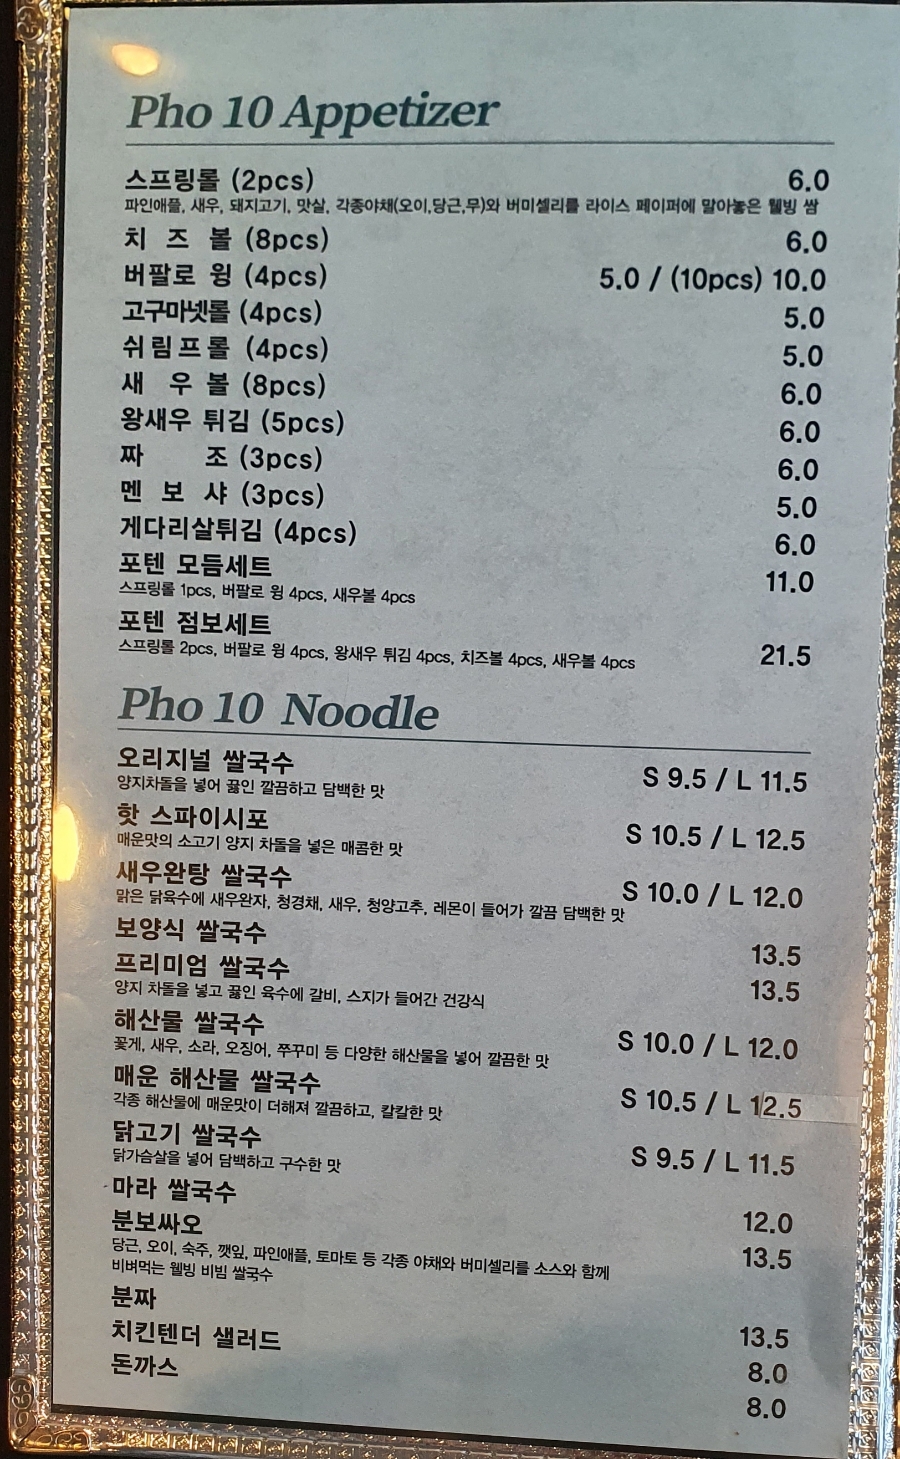 Pho 10 Appetizer
스프링롤 (2pcs) 6.0
파인애플, 새우, 돼지고기, 맛살, 각종야채(오이,당근,무)와 버미셀리를 라이스 페이퍼에 말아놓은 웰빙 쌈
치 즈 볼 (8pcs) 6.0
버팔로 윙 (4pcs) 5.0 / (10pcs) 10.0
고구마넷롤 (4pcs) 5.0
쉬림프롤 (4pcs) 5.0
새 우 볼 (8pcs) 6.0
왕새우 튀김 (5pcs) 6.0
짜 조 (3pcs) 6.0
멘 보 샤 (3pcs) 5.0
게다리살튀김 (4pcs) 6.0
포텐 모듬세트 11.0
스프링롤 1pcs, 버팔로 윙 4pcs, 새우볼 4pcs
포텐 점보세트
스프링롤 2pcs, 버팔로 윙 4pcs, 왕새우 튀김 4pcs, 치즈볼 4pcs, 새우볼 4pcs 21.5
Pho 10 Noodle
오리지널 쌀국수 S 9.5 / L 11.5
양지차돌을 넣어 끓인 깔끔하고 담백한 맛
핫 스파이시포 S 10.5 / L 12.5
매운맛의 소고기 양지 차돌을 넣은 매콤한 맛
새우완탕 쌀국수 S 10.0 / L 12.0
맑은 닭육수에 새우완자, 청경채, 새우, 청양고추, 레몬이 들어가 깔끔 담백한 맛
보양식 쌀국수 13.5
프리미엄 쌀국수 13.5
양지 차돌을 넣고 끓인 육수에 갈비, 스지가 들어간 건강식
해산물 쌀국수 S 10.0 / L 12.0
꽃게, 새우, 소라, 오징어, 쭈꾸미 등 다양한 해산물을 넣어 깔끔한 맛
매운 해산물 쌀국수 S 10.5 / L 12.5
각종 해산물에 매운맛이 더해져 깔끔하고, 칼칼한 맛
닭고기 쌀국수 S 9.5 / L 11.5
닭가슴살을 넣어 담백하고 구수한 맛
마라 쌀국수 12.0
분보싸오 13.5
당근, 오이, 숙주, 깻잎, 파인애플, 토마토 등 각종 야채와 버미셀리를 소스와 함께
비벼먹는 웰빙 비빔 쌀국수
분짜 13.5
치킨텐더 샐러드 8.0
돈까스 8.0